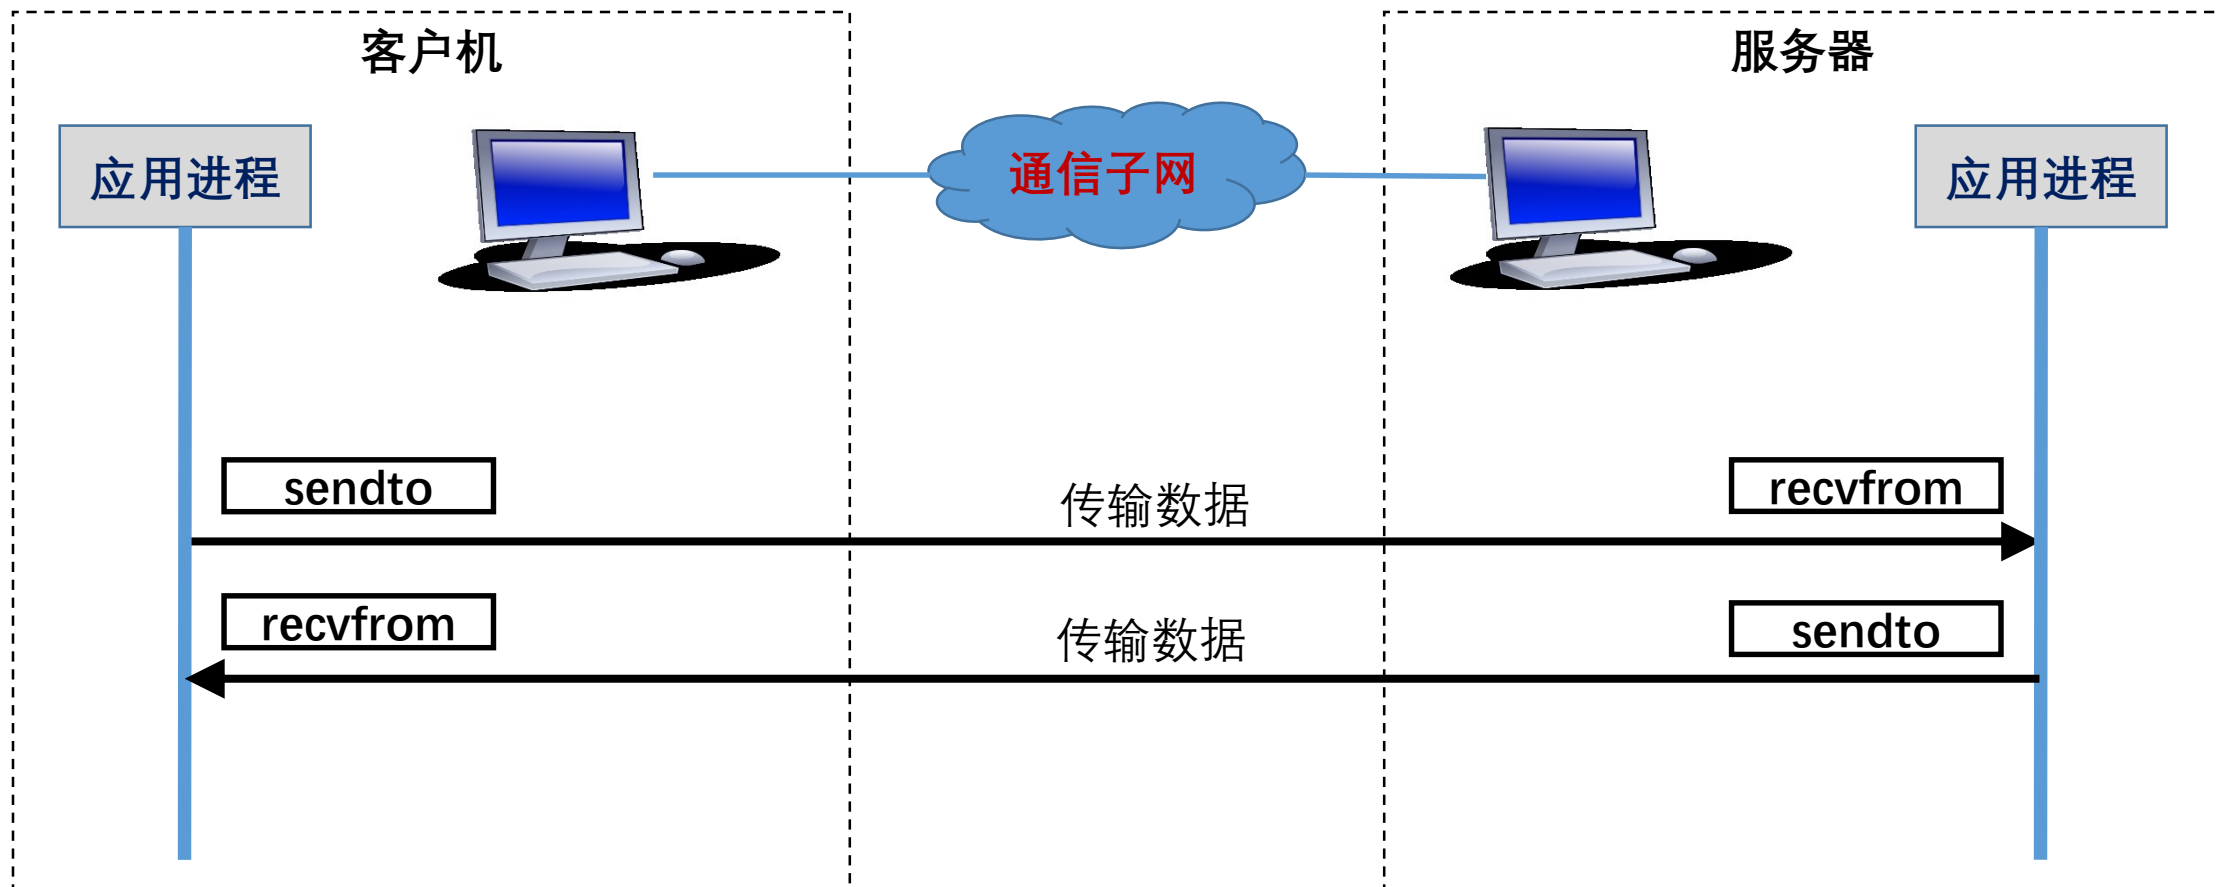 客户机
服务器
应用进程
通信子网
应用进程
sendto
传输数据
recvfrom
recvfrom
传输数据
sendto